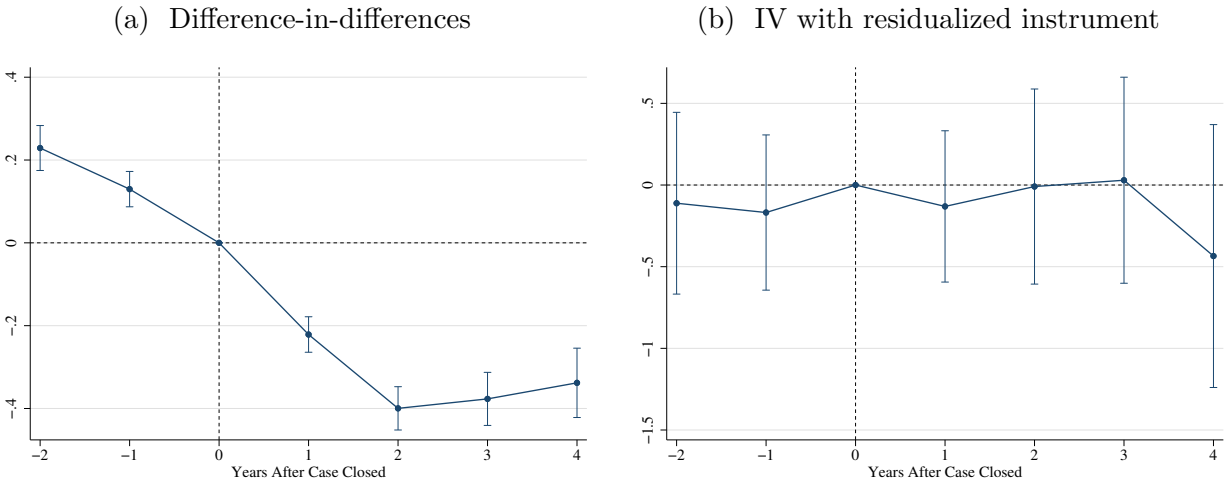 (a) Difference-in-differences
.4
.2
0
-.2
-.4
-2 -1 0 1 2 3 4
Years After Case Closed
(b) IV with residualized instrument
.5
0
-.5
-1
-1.5
-2 -1 0 1 2 3 4
Years After Case Closed